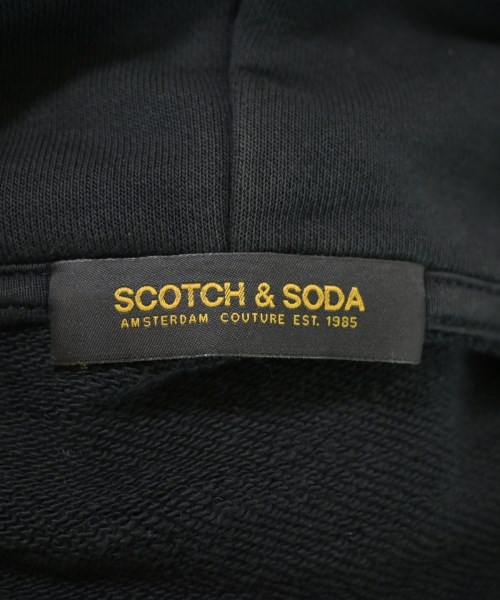 SCOTCH & SODA
AMSTERDAM COUTURE EST. 1985